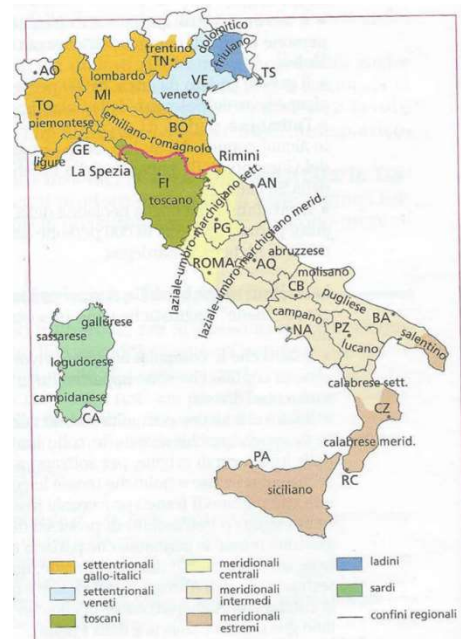 dolomitico
friulano
trentino
TN
AO
lombardo
MI
VE
veneto
TS
TO
piemontese
emiliano-romagnolo
BO
ligure
GE
La Spezia
Rimini
FI
toscano
AN
laziale-umbro-marchigiano sett.
PG
laziale-umbro-marchigiano merid.
ROMA
abruzzese
AQ
molisano
CB
pugliese
BA
campano
NA
PZ
lucano
salentino
gallurese
sassarese
logudorese
campidanese
CA
calabrese sett.
CZ
calabrese merid.
PA
RC
siciliano
settentrionali
gallo-italici
settentrionali
veneti
toscani
meridionali
centrali
meridionali
intermedi
meridionali
estremi
ladini
sardi
confini regionali